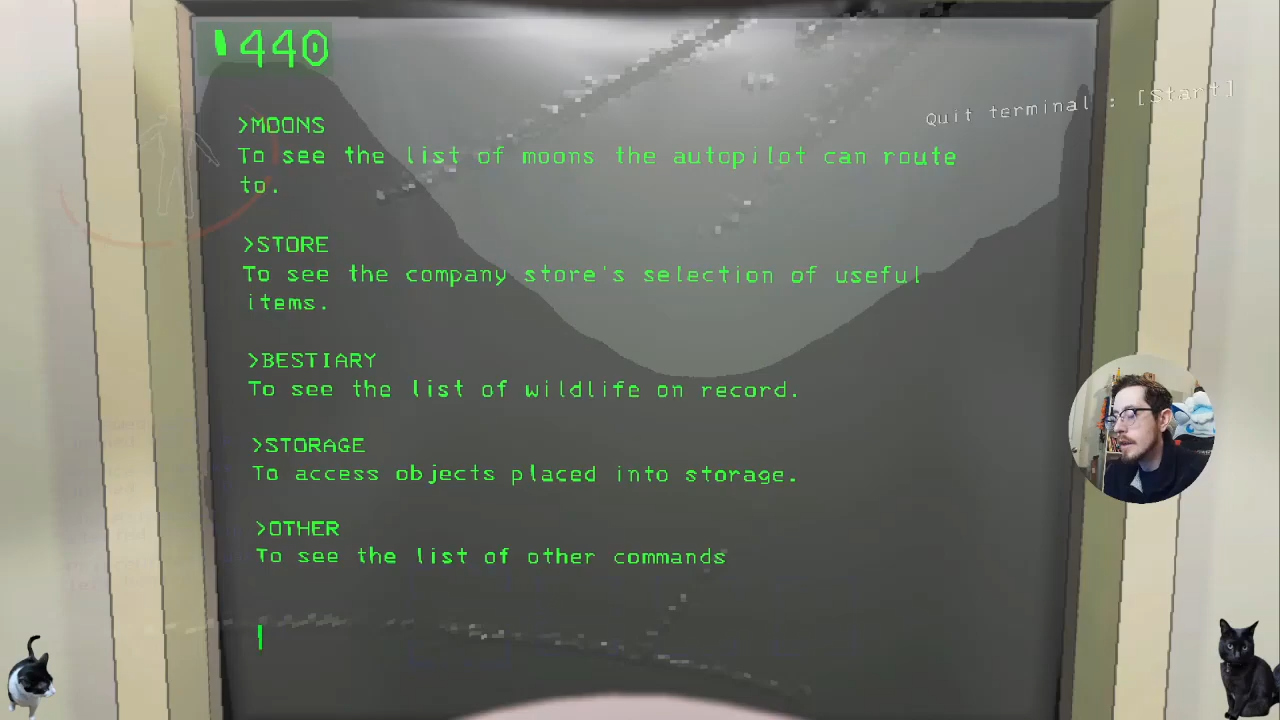 440
Quit terminal : [Start]
>MOONS
To see the list of moons the autopilot can route
to.
>STORE
To see the company store's selection of useful
items.
>BESTIARY
To see the list of wildlife on record.
>STORAGE
To access objects placed into storage.
>OTHER
To see the list of other commands